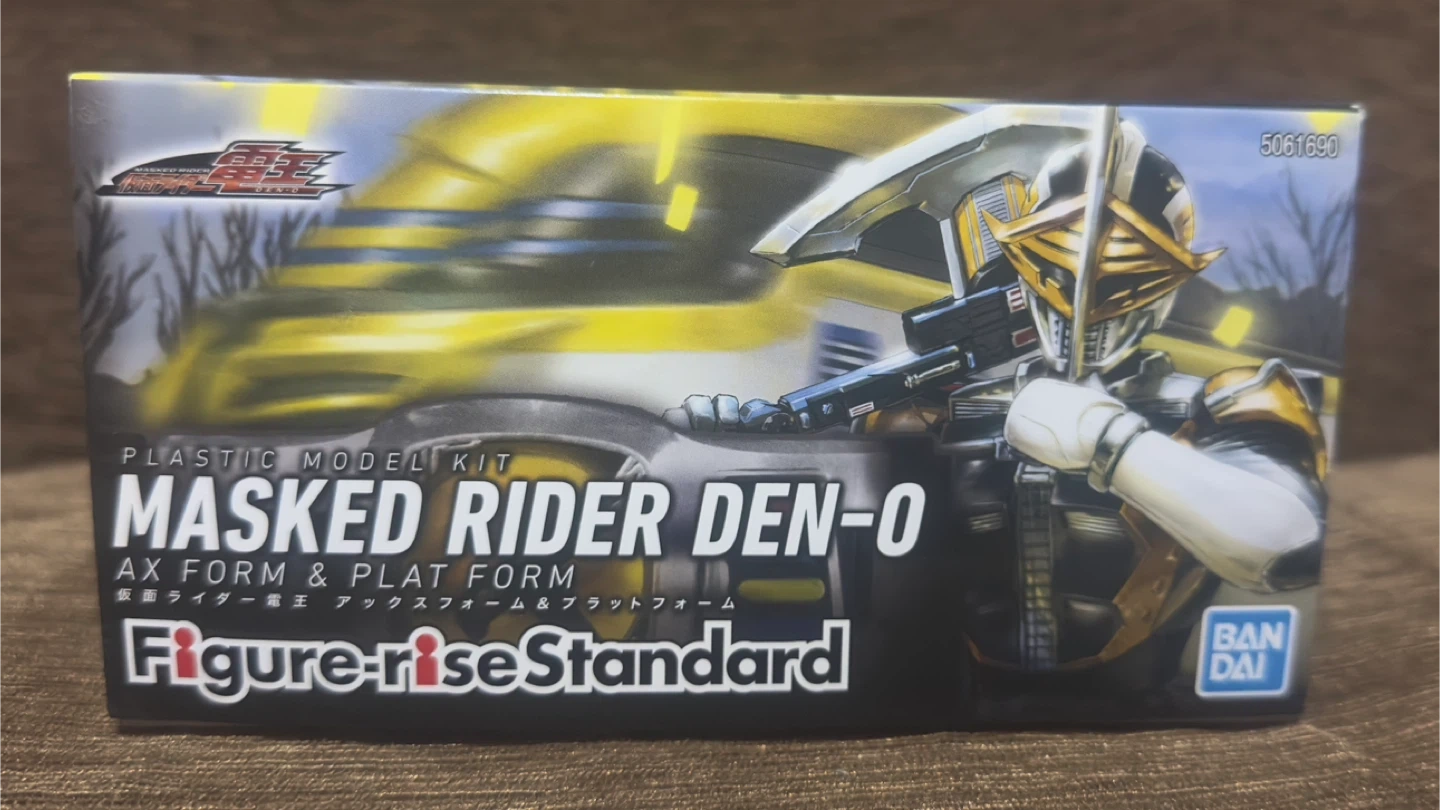 5061690
MASKED RIDER
仮面ライダー電王
DEN-O
PLASTIC MODEL KIT
MASKED RIDER DEN-O
AX FORM & PLAT FORM
仮面ライダー電王 アックスフォーム&プラットフォーム
Figure-riseStandard
BAN
DAI